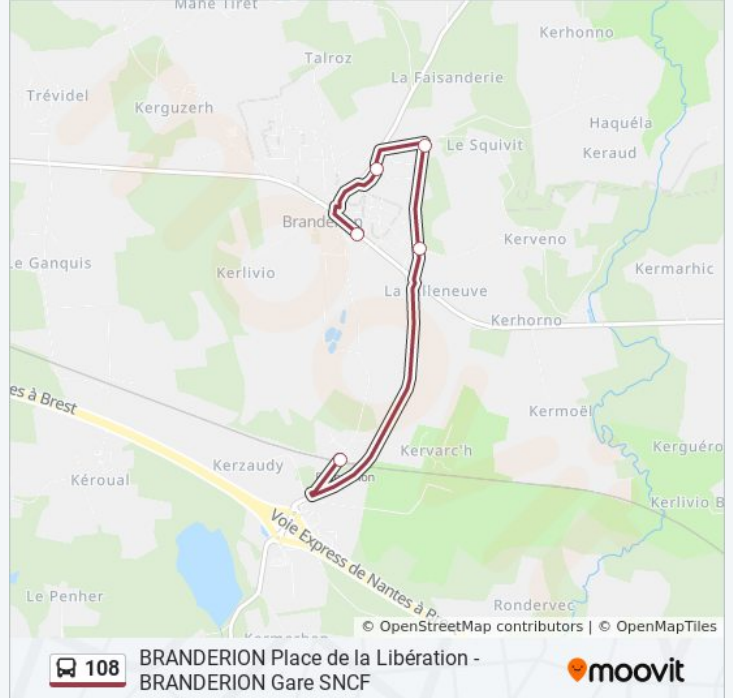 Mané Tiret
Kerhonno
Talroz
La Faisanderie
Trévidel
Kerguzerh
Haquéla
Le Squivit
Keraud
Branderion
Kerveno
e Ganquis
Kerlivio
Kermarhic
La
lleneuve
Kerhorno
es à Brest
Kermoël
Kervarc'h
Kerguéro
Kerzaudy
Kéroual
Kerlivio B
Voie Express de Nantes à
Le Penher
Rondervec
© OpenStreetMap contributors | © OpenMapTiles
108
BRANDERION Place de la Libération -
BRANDERION Gare SNCF
moovit